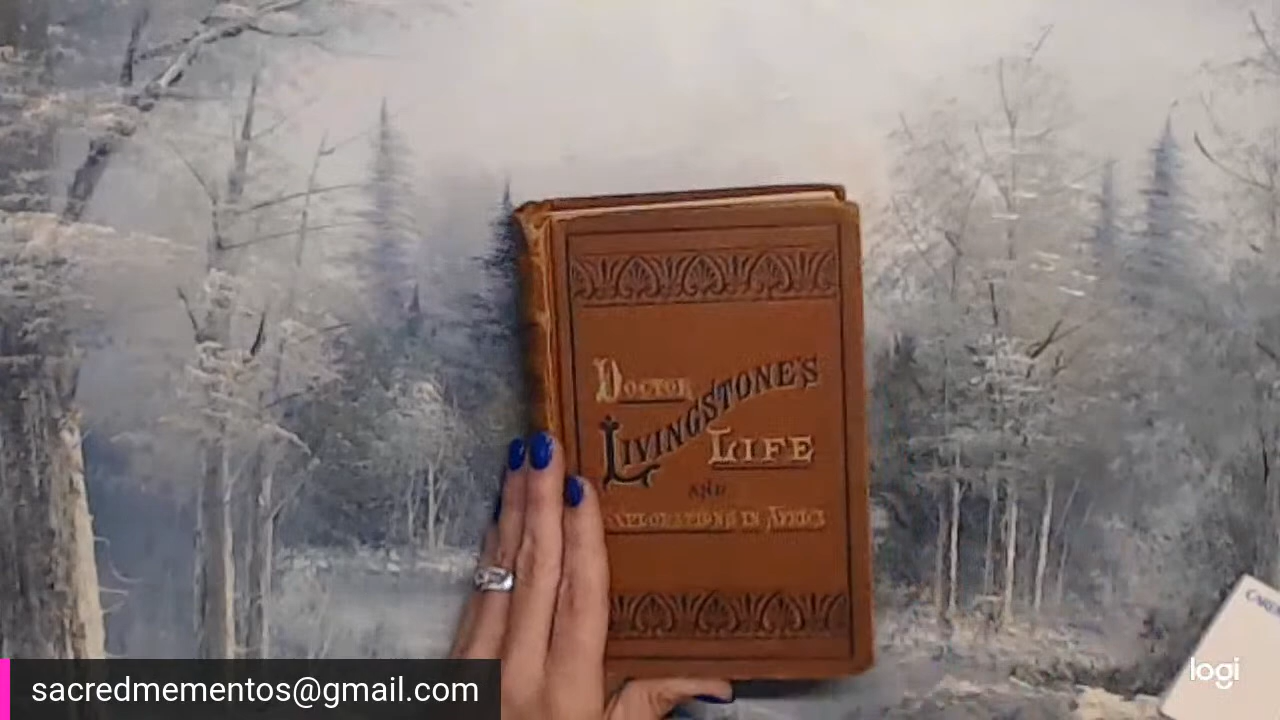 DOCTOR
LIVINGSTONE'S
LIFE
AND
EXPLORATIONS IN AFRICA
sacredmementos@gmail.com
logi